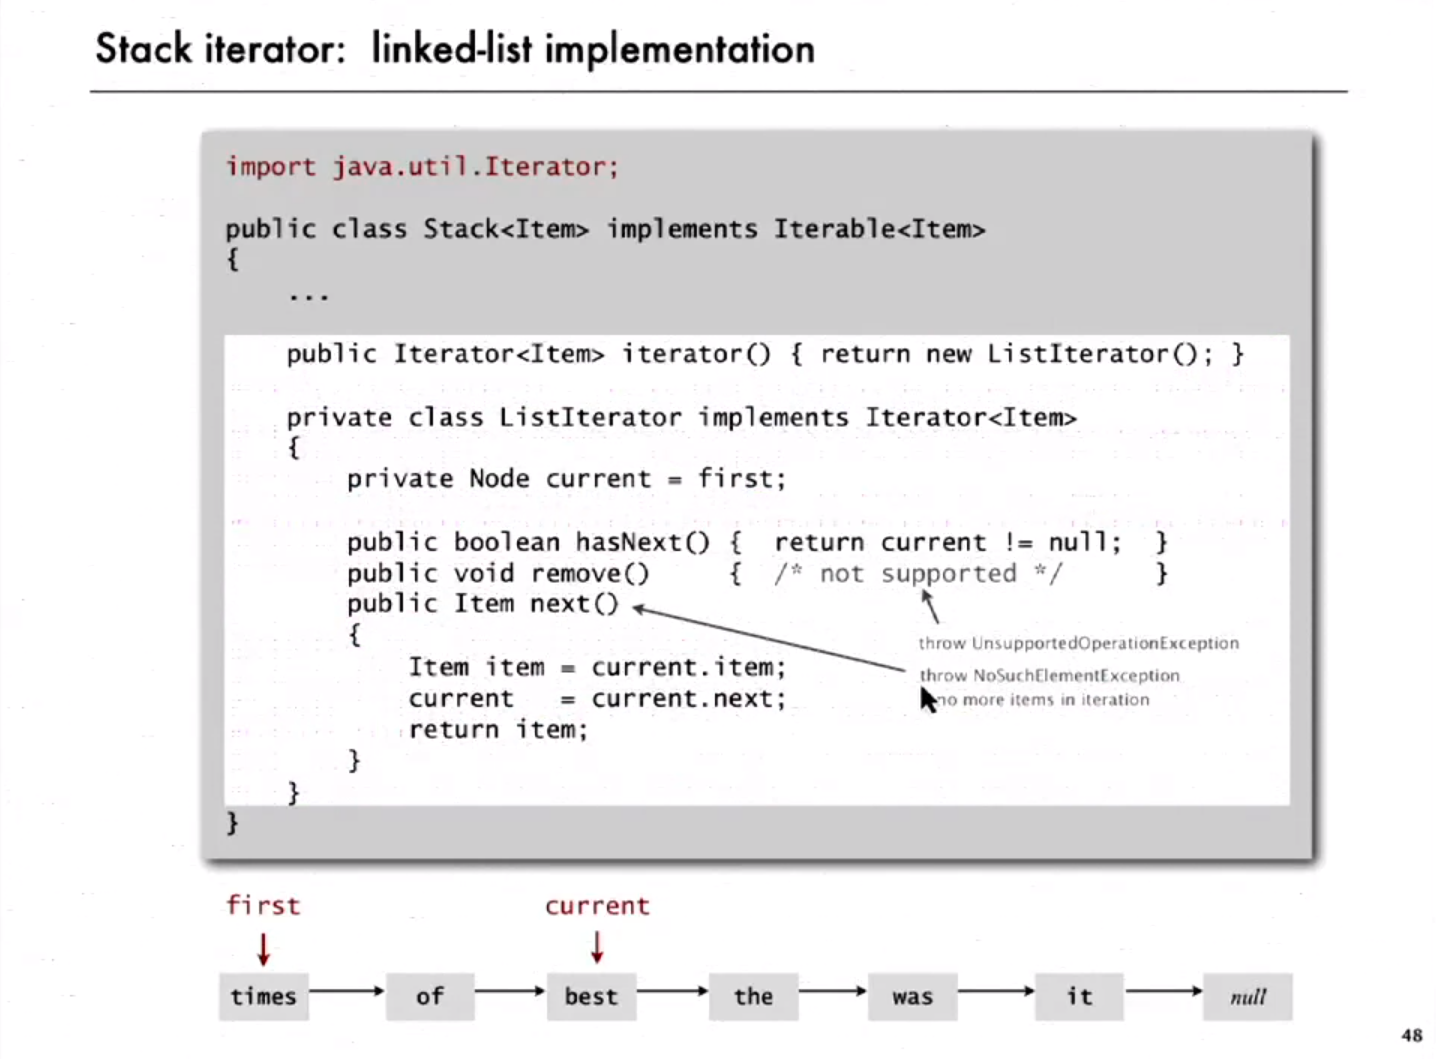 Stack iterator: linked-list implementation
import java.util.Iterator;
public class Stack<Item> implements Iterable<Item>
{
...
public Iterator<Item> iterator() { return new ListIterator(); }
private class ListIterator implements Iterator<Item>
{
private Node current = first;
public boolean hasNext() { return current != null; }
public void remove() { /* not supported */ }
public Item next()
{
throw UnsupportedOperationException
Item item = current.item;
throw NoSuchElementException
current = current.next;
no more items in iteration
return item;
}
}
}
first current
times of best the was it null
48